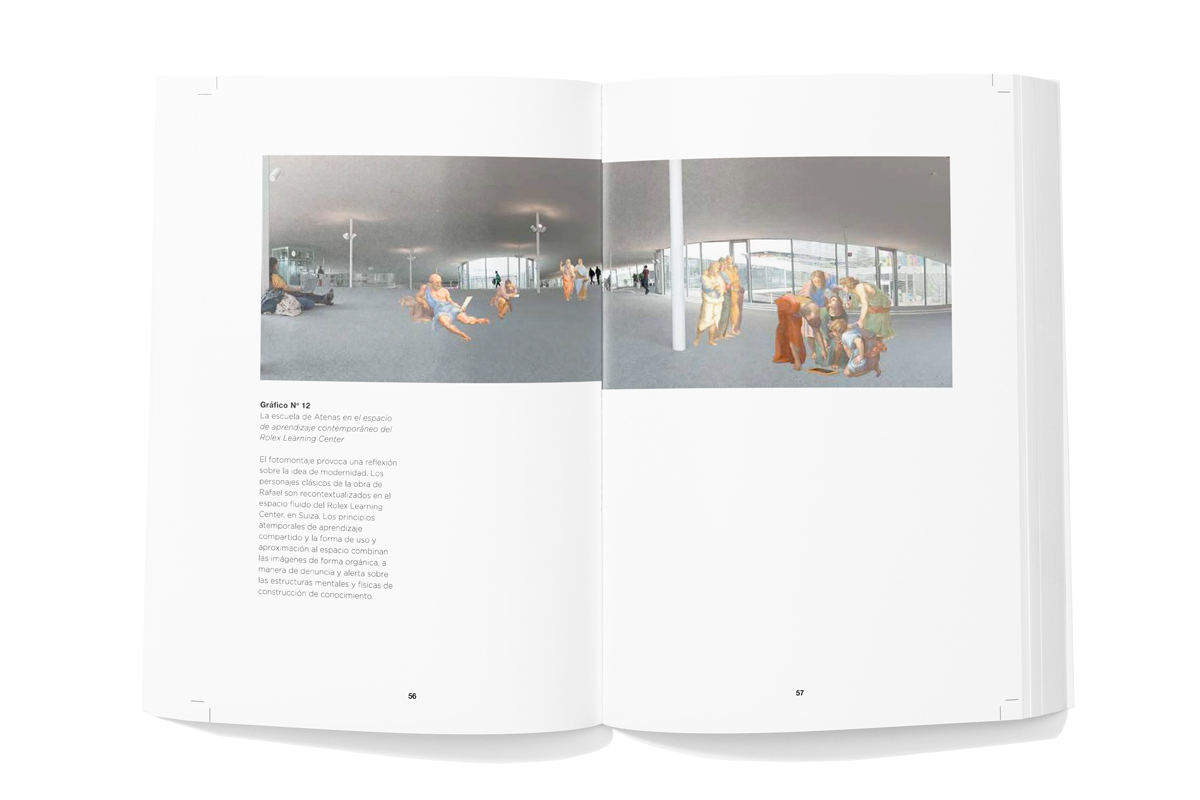 Gráfico Nº 12
La escuela de Atenas en el espacio
de aprendizaje contemporáneo del
Rolex Learning Center
El fotomontaje provoca una reflexión
sobre la idea de modernidad. Los
personajes clásicos de la obra de
Rafael son recontextualizados en el
espacio fluido del Rolex Learning
Center, en Suiza. Los principios
atemporales de aprendizaje
compartido y la forma de uso y
aproximación al espacio combinan
las imágenes de forma orgánica, a
manera de denuncia y alerta sobre
las estructuras mentales y físicas de
construcción de conocimiento.
56
57